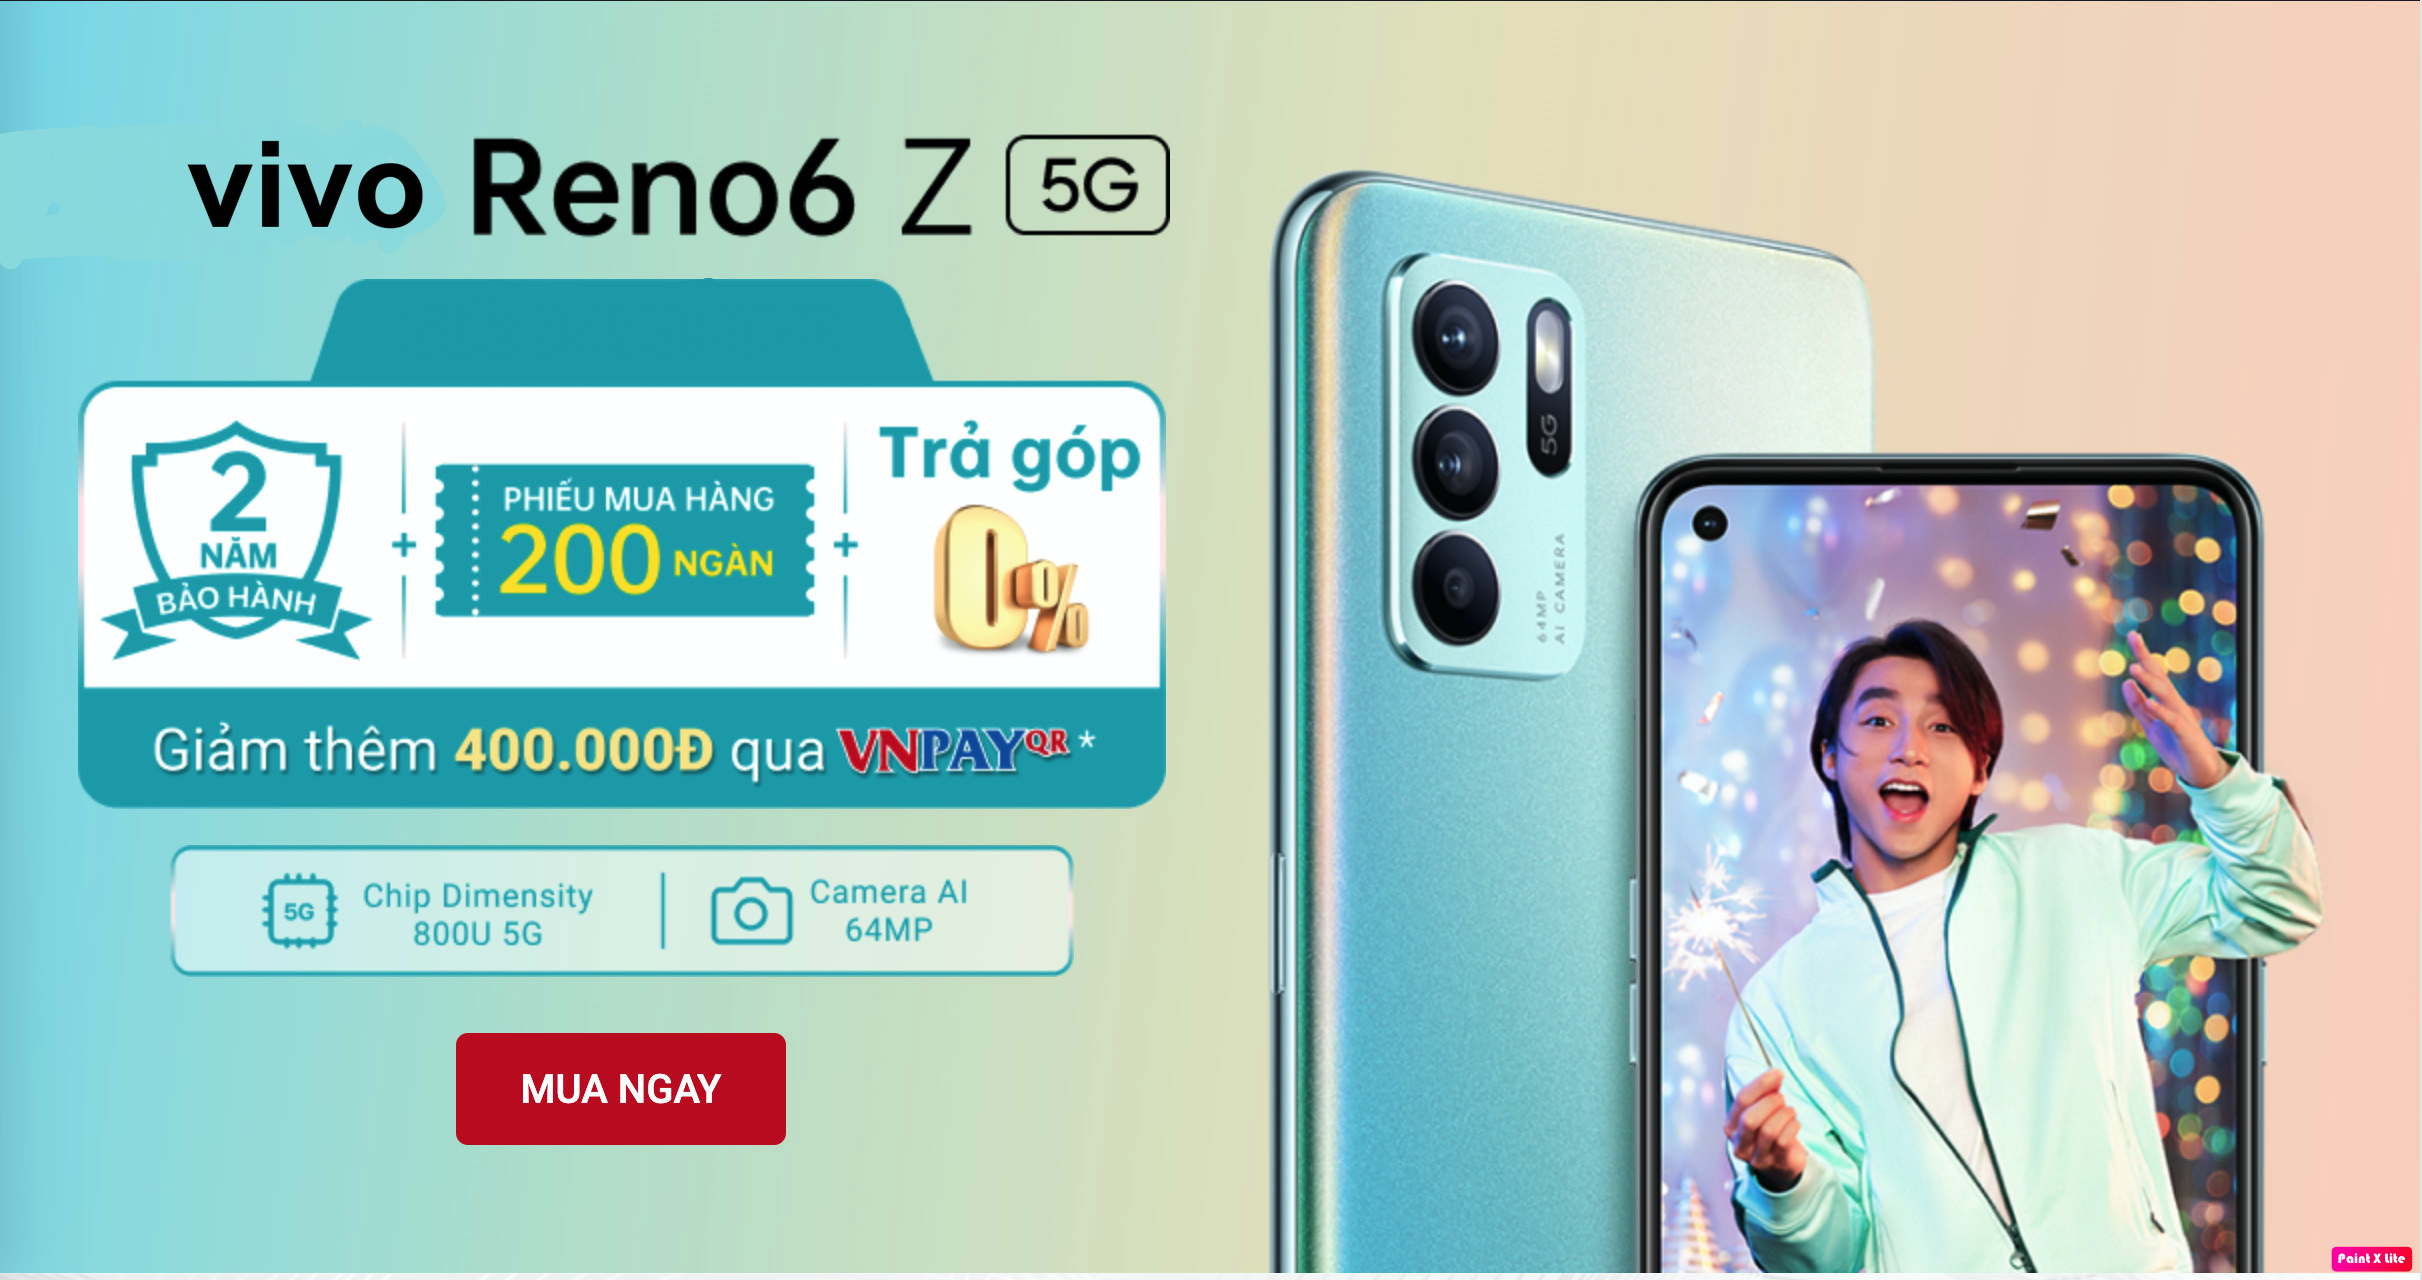 vivo Reno6 Z 5G
2
NĂM
BẢO HÀNH
+
PHIẾU MUA HÀNG
200 NGÀN
+
Trả góp
0%
Giảm thêm 400.000Đ qua VNPAYQR*
5G
Chip Dimensity
800U 5G
Camera AI
64MP
MUA NGAY
5G
64MP
AI CAMERA
Paint X Lite